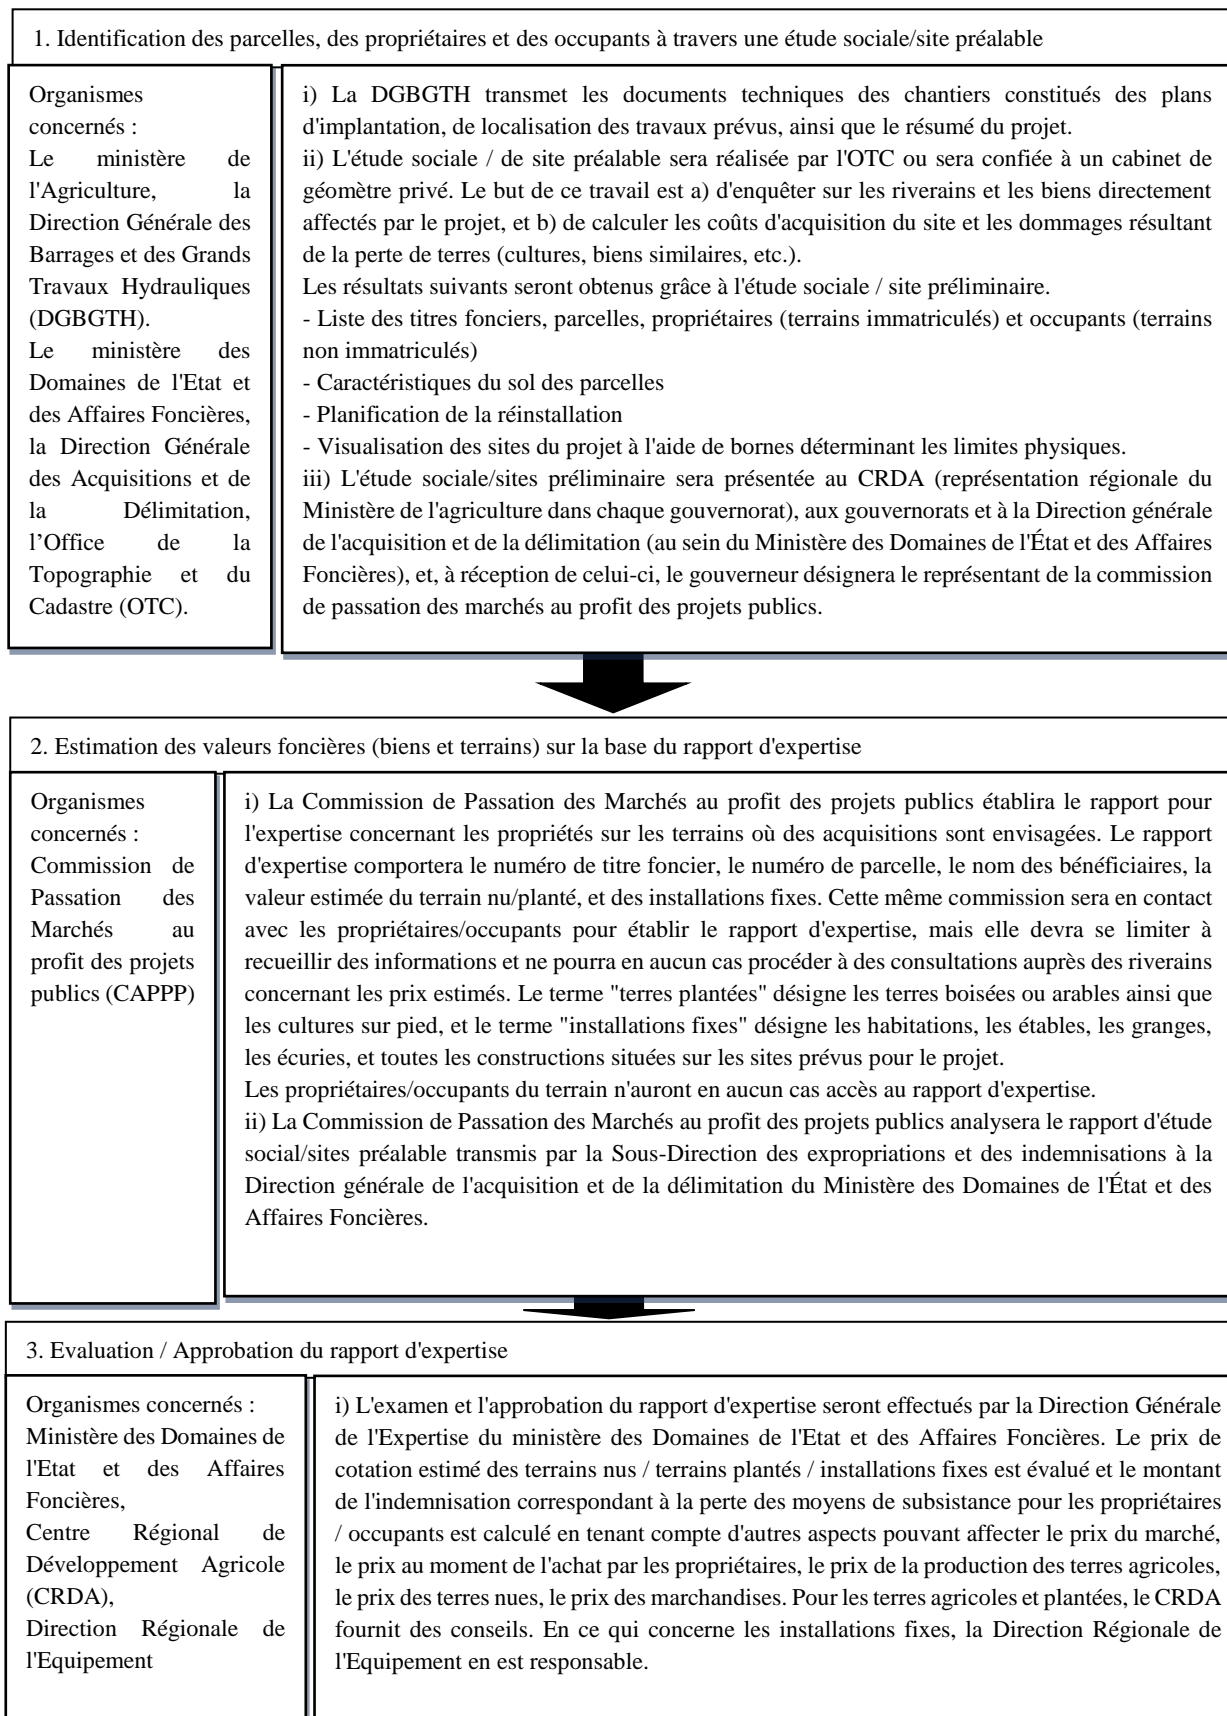 1. Identification des parcelles, des propriétaires et des occupants à travers une étude sociale/site préalable
Organismes
concernés :
Le ministère de
l'Agriculture, la
Direction Générale des
Barrages et des Grands
Travaux Hydrauliques
(DGBGTH).
Le ministère des
Domaines de l'Etat et
des Affaires Foncières,
la Direction Générale
des Acquisitions et de
la Délimitation,
l’Office de la
Topographie et du
Cadastre (OTC).
i) La DGBGTH transmet les documents techniques des chantiers constitués des plans
d'implantation, de localisation des travaux prévus, ainsi que le résumé du projet.
ii) L'étude sociale / de site préalable sera réalisée par l'OTC ou sera confiée à un cabinet de
géomètre privé. Le but de ce travail est a) d'enquêter sur les riverains et les biens directement
affectés par le projet, et b) de calculer les coûts d'acquisition du site et les dommages résultant
de la perte de terres (cultures, biens similaires, etc.).
Les résultats suivants seront obtenus grâce à l'étude sociale / site préliminaire.
- Liste des titres fonciers, parcelles, propriétaires (terrains immatriculés) et occupants (terrains
non immatriculés)
- Caractéristiques du sol des parcelles
- Planification de la réinstallation
- Visualisation des sites du projet à l'aide de bornes déterminant les limites physiques.
iii) L'étude sociale/sites préliminaire sera présentée au CRDA (représentation régionale du
Ministère de l'agriculture dans chaque gouvernorat), aux gouvernorats et à la Direction générale
de l'acquisition et de la délimitation (au sein du Ministère des Domaines de l'État et des Affaires
Foncières), et, à réception de celui-ci, le gouverneur désignera le représentant de la commission
de passation des marchés au profit des projets publics.
2. Estimation des valeurs foncières (biens et terrains) sur la base du rapport d'expertise
Organismes
concernés :
Commission de
Passation des
Marchés au
profit des projets
publics (CAPPP)
i) La Commission de Passation des Marchés au profit des projets publics établira le rapport pour
l'expertise concernant les propriétés sur les terrains où des acquisitions sont envisagées. Le rapport
d'expertise comportera le numéro de titre foncier, le numéro de parcelle, le nom des bénéficiaires, la
valeur estimée du terrain nu/planté, et des installations fixes. Cette même commission sera en contact
avec les propriétaires/occupants pour établir le rapport d'expertise, mais elle devra se limiter à
recueillir des informations et ne pourra en aucun cas procéder à des consultations auprès des riverains
concernant les prix estimés. Le terme "terres plantées" désigne les terres boisées ou arables ainsi que
les cultures sur pied, et le terme "installations fixes" désigne les habitations, les étables, les granges,
les écuries, et toutes les constructions situées sur les sites prévus pour le projet.
Les propriétaires/occupants du terrain n'auront en aucun cas accès au rapport d'expertise.
ii) La Commission de Passation des Marchés au profit des projets publics analysera le rapport d'étude
social/sites préalable transmis par la Sous-Direction des expropriations et des indemnisations à la
Direction générale de l'acquisition et de la délimitation du Ministère des Domaines de l'État et des
Affaires Foncières.
3. Evaluation / Approbation du rapport d'expertise
Organismes concernés :
Ministère des Domaines de
l'Etat et des Affaires
Foncières,
Centre Régional de
Développement Agricole
(CRDA),
Direction Régionale de
l'Equipement
i) L'examen et l'approbation du rapport d'expertise seront effectués par la Direction Générale
de l'Expertise du ministère des Domaines de l'Etat et des Affaires Foncières. Le prix de
cotation estimé des terrains nus / terrains plantés / installations fixes est évalué et le montant
de l'indemnisation correspondant à la perte des moyens de subsistance pour les propriétaires
/ occupants est calculé en tenant compte d'autres aspects pouvant affecter le prix du marché,
le prix au moment de l'achat par les propriétaires, le prix de la production des terres agricoles,
le prix des terres nues, le prix des marchandises. Pour les terres agricoles et plantées, le CRDA
fournit des conseils. En ce qui concerne les installations fixes, la Direction Régionale de
l'Equipement en est responsable.